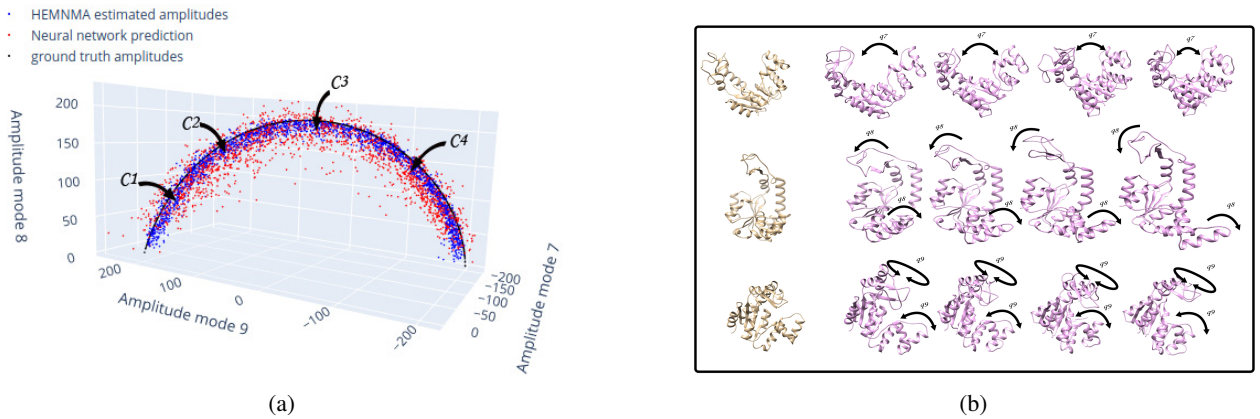 HEMNMA estimated amplitudes
Neural network prediction
ground truth amplitudes
C1
C2
C3
C4
Amplitude mode 8
200
150
100
50
0
200
100
0
−100
−200
Amplitude mode 9
−200
−150
−100
−50
0
Amplitude mode 7
(a)
q7 q7 q7 q7
q8 q8 q8 q8
q8 q8 q8 q8
q9 q9 q9 q9
q9 q9 q9 q9
(b)